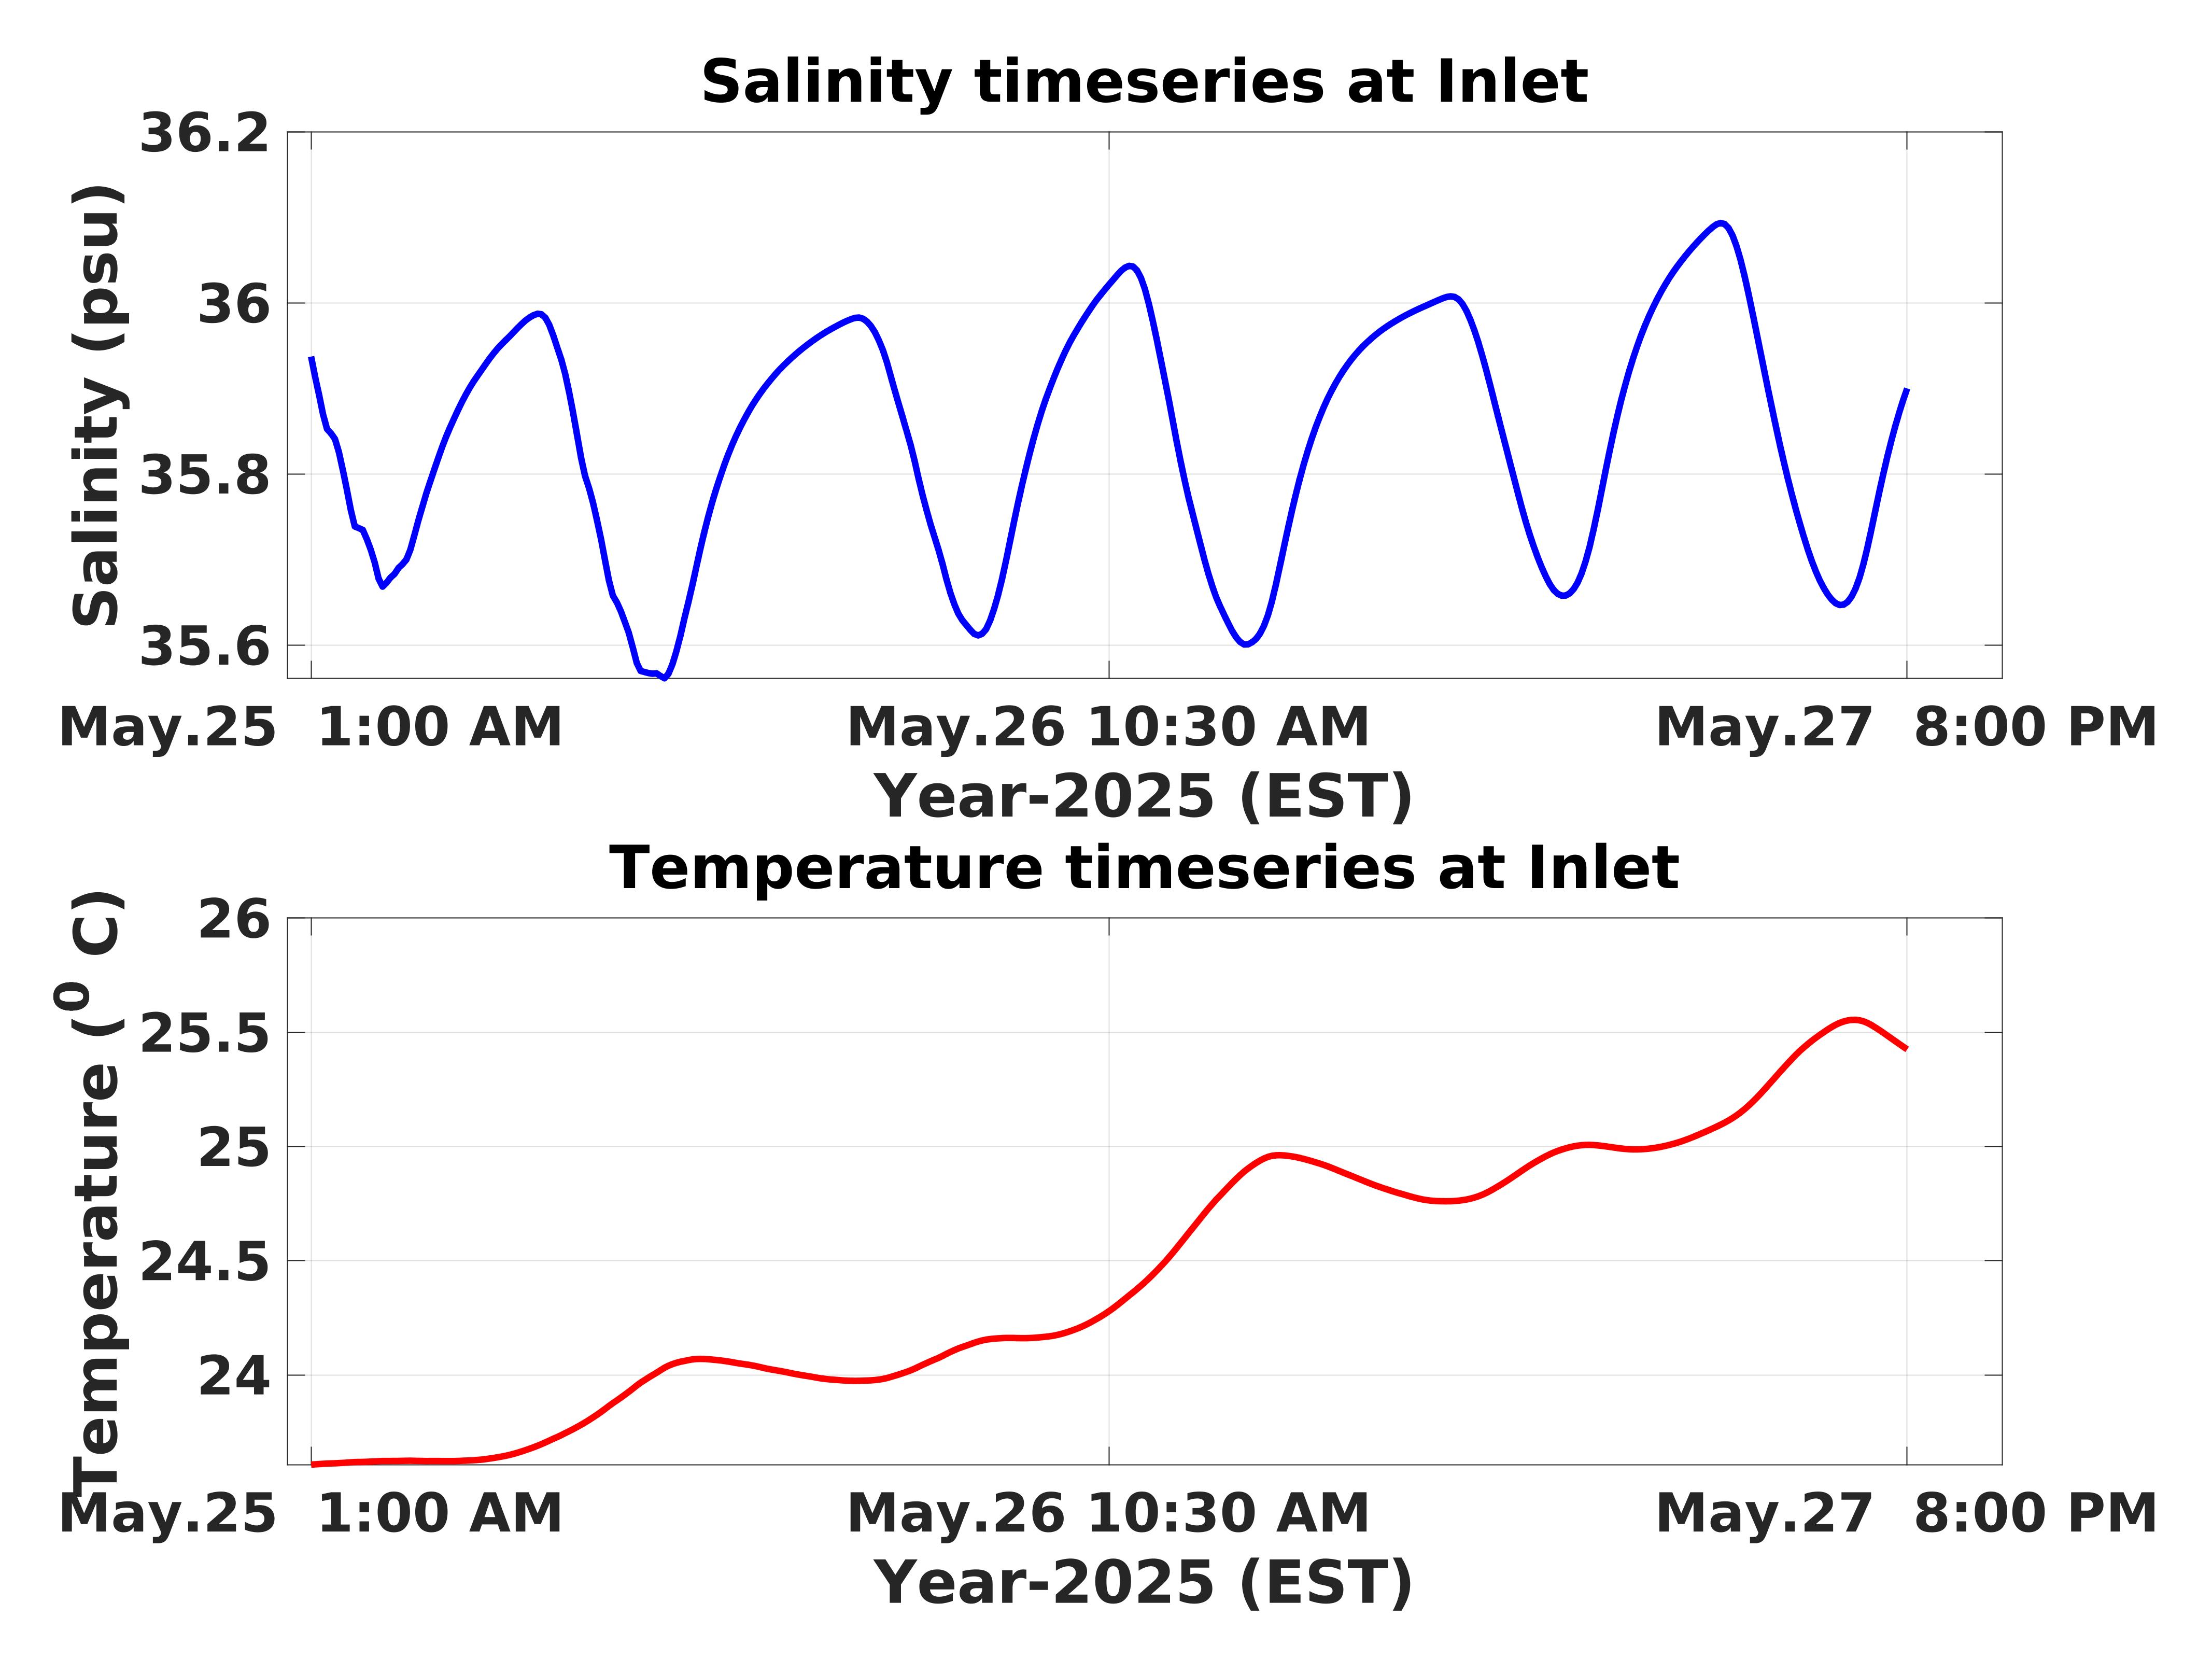 Salinity timeseries at Inlet
Salinity (psu)
36.2
36
35.8
35.6
May.25 1:00 AM
May.26 10:30 AM
May.27 8:00 PM
Year-2025 (EST)
Temperature timeseries at Inlet
Temperature (⁰ C)
26
25.5
25
24.5
24
May.25 1:00 AM
May.26 10:30 AM
May.27 8:00 PM
Year-2025 (EST)